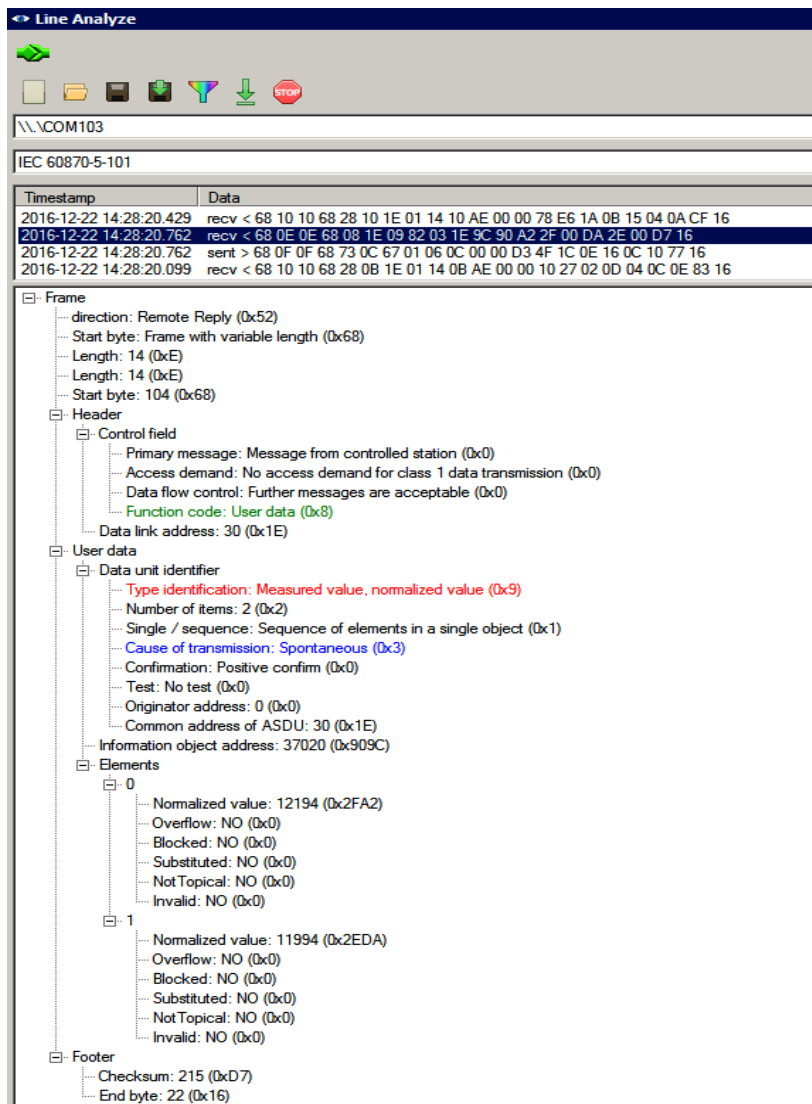 Line Analyze
STOP
\\.\COM103
IEC 60870-5-101
Timestamp Data
2016-12-22 14:28:20.429 recv < 68 10 10 68 28 10 1E 01 14 10 AE 00 00 78 E6 1A 0B 15 04 0A CF 16
2016-12-22 14:28:20.762 recv < 68 0E 0E 68 08 1E 09 82 03 1E 9C 90 A2 2F 00 DA 2E 00 D7 16
2016-12-22 14:28:20.762 sent > 68 0F 0F 68 73 0C 67 01 06 0C 00 00 D3 4F 1C 0E 16 0C 10 77 16
2016-12-22 14:28:20.099 recv < 68 10 10 68 28 0B 1E 01 14 0B AE 00 00 10 27 02 0D 04 0C 0E 83 16
Frame
direction: Remote Reply (0x52)
Start byte: Frame with variable length (0x68)
Length: 14 (0xE)
Length: 14 (0xE)
Start byte: 104 (0x68)
Header
Control field
Primary message: Message from controlled station (0x0)
Access demand: No access demand for class 1 data transmission (0x0)
Data flow control: Further messages are acceptable (0x0)
Function code: User data (0x8)
Data link address: 30 (0x1E)
User data
Data unit identifier
Type identification: Measured value, normalized value (0x9)
Number of items: 2 (0x2)
Single / sequence: Sequence of elements in a single object (0x1)
Cause of transmission: Spontaneous (0x3)
Confirmation: Positive confirm (0x0)
Test: No test (0x0)
Originator address: 0 (0x0)
Common address of ASDU: 30 (0x1E)
Information object address: 37020 (0x909C)
Elements
0
Normalized value: 12194 (0x2FA2)
Overflow: NO (0x0)
Blocked: NO (0x0)
Substituted: NO (0x0)
NotTopical: NO (0x0)
Invalid: NO (0x0)
1
Normalized value: 11994 (0x2EDA)
Overflow: NO (0x0)
Blocked: NO (0x0)
Substituted: NO (0x0)
NotTopical: NO (0x0)
Invalid: NO (0x0)
Footer
Checksum: 215 (0xD7)
End byte: 22 (0x16)